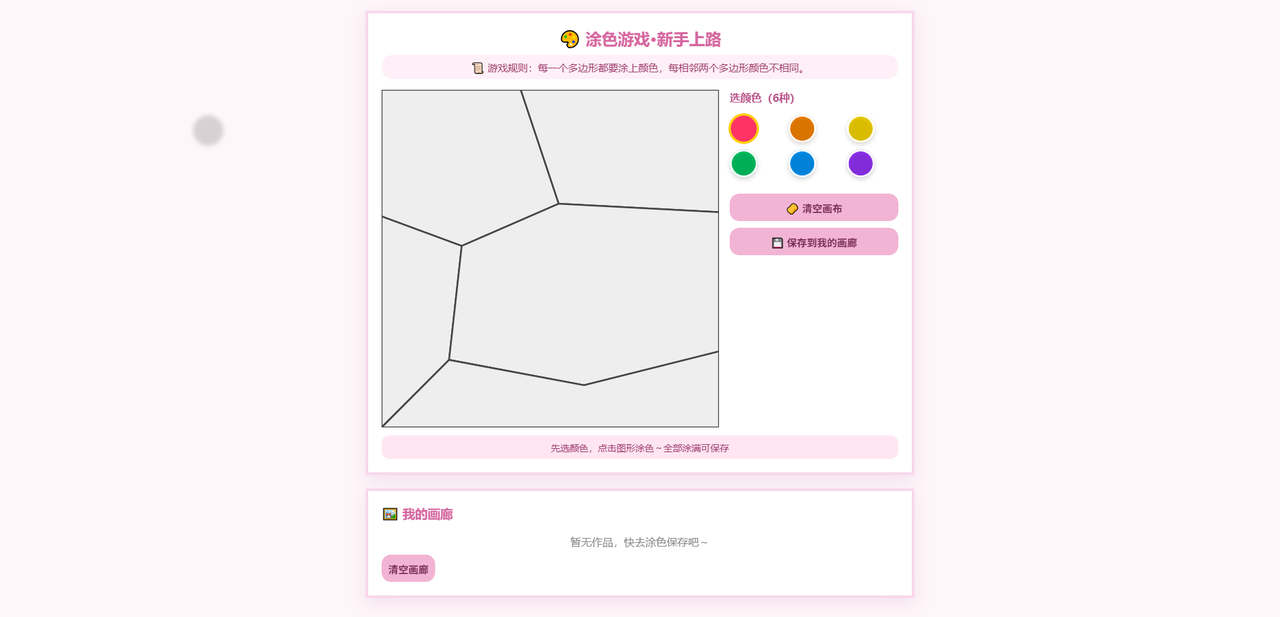 🎨 涂色游戏·新手上路
📜 游戏规则：每一个多边形都要涂上颜色，每相邻两个多边形颜色不相同。
选颜色（6种）
🧽 清空画布
💾 保存到我的画廊
先选颜色，点击图形涂色～全部涂满可保存
🖼️ 我的画廊
暂无作品，快去涂色保存吧～
清空画廊